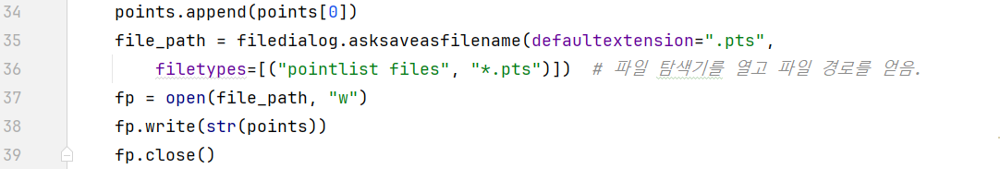 34 points.append(points[0])
35 file_path = filedialog.asksaveasfilename(defaultextension=".pts",
36 filetypes=[("pointlist files", "*.pts")]) # 파일 탐색기를 열고 파일 경로를 얻음.
37 fp = open(file_path, "w")
38 fp.write(str(points))
39 fp.close()